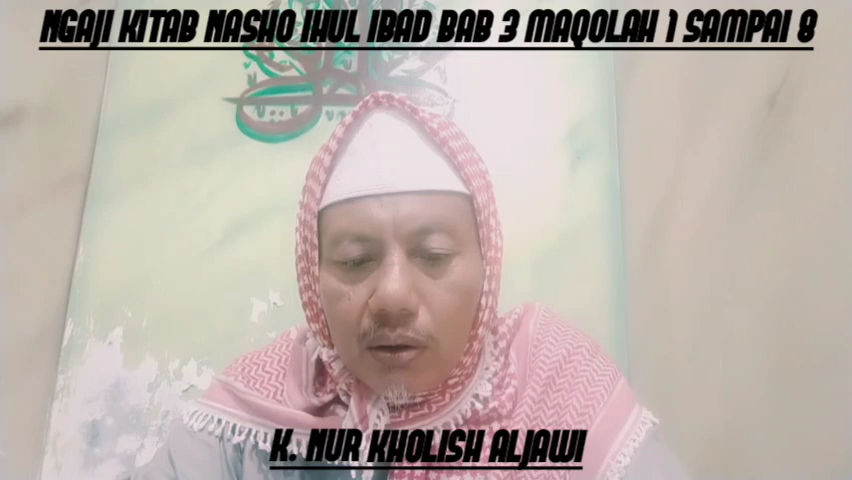 NGAJI KITAB NASHO IHUL IBAD BAB 3 MAQOLAH 1 SAMPAI 8
K. NUR KHOLISH ALJAWI